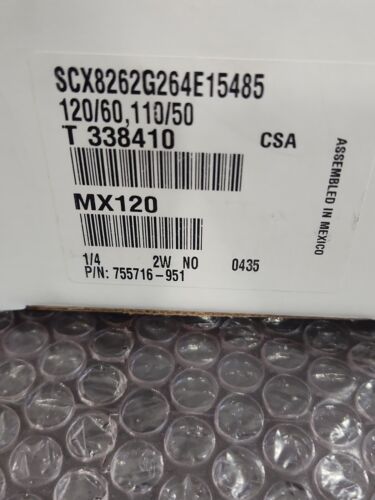 SCX8262G264E15485
120/60,110/50
T 338410 CSA
MX120
1/4 2W NO 0435
P/N: 755716-951
ASSEMBLED IN MEXICO